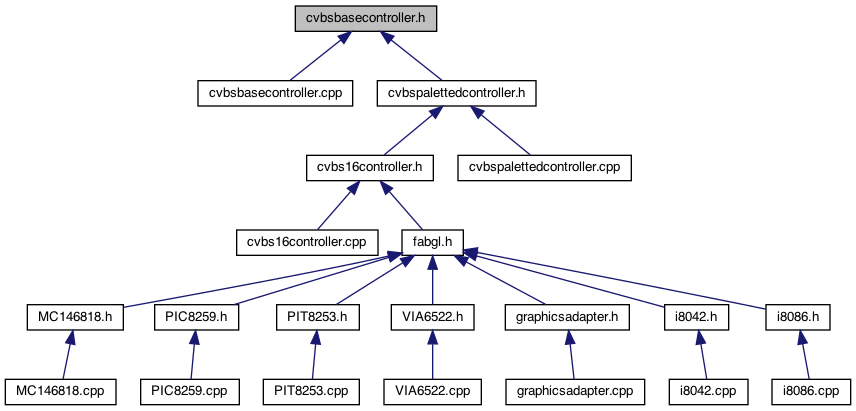 cvbsbasecontroller.h
cvbsbasecontroller.cpp
cvbspalettedcontroller.h
cvbs16controller.h
cvbspalettedcontroller.cpp
cvbs16controller.cpp
fabgl.h
MC146818.h
PIC8259.h
PIT8253.h
VIA6522.h
graphicsadapter.h
i8042.h
i8086.h
MC146818.cpp
PIC8259.cpp
PIT8253.cpp
VIA6522.cpp
graphicsadapter.cpp
i8042.cpp
i8086.cpp